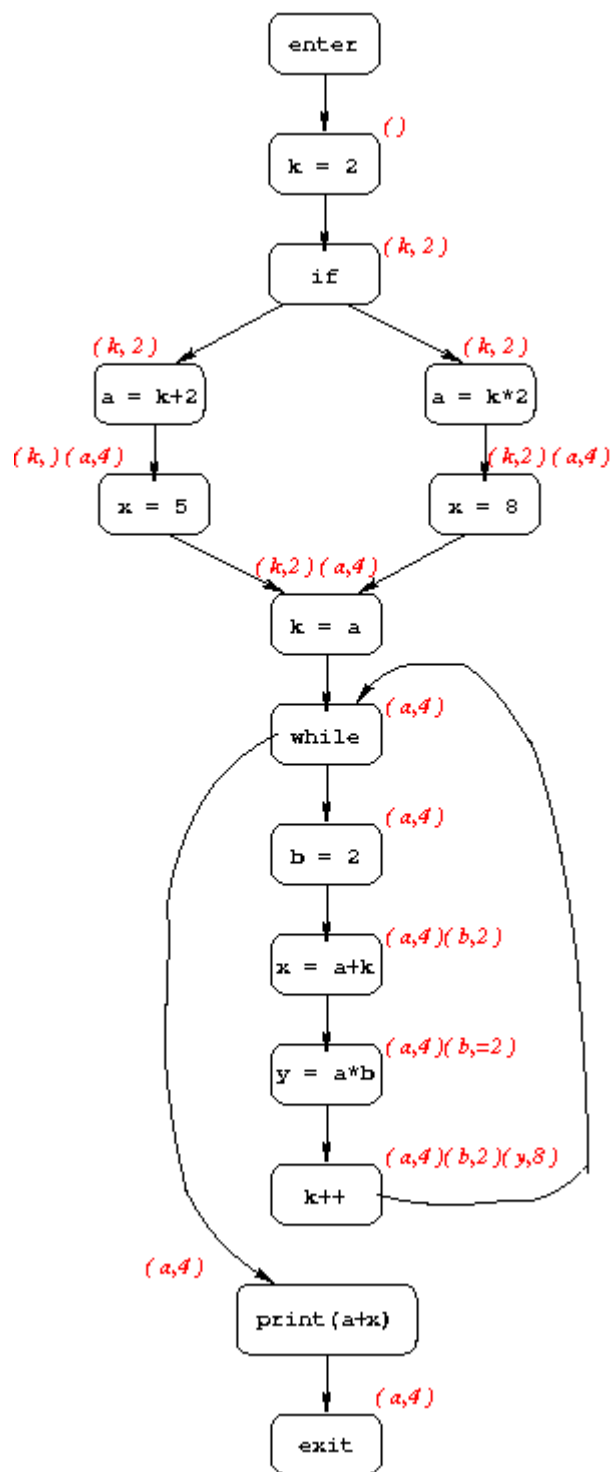 enter
( )
k = 2
( k, 2 )
if
( k, 2 ) ( k, 2 )
a = k+2 a = k*2
( k, ) ( a,4 ) ( k,2 ) ( a,4 )
x = 5 x = 8
( k,2 ) ( a,4 )
k = a
( a,4 )
while
( a,4 )
b = 2
( a,4 ) ( b,2 )
x = a+k
( a,4 ) ( b,=2 )
y = a*b
( a,4 ) ( b,2 ) ( y,8 )
k++
( a,4 )
print(a+x)
( a,4 )
exit